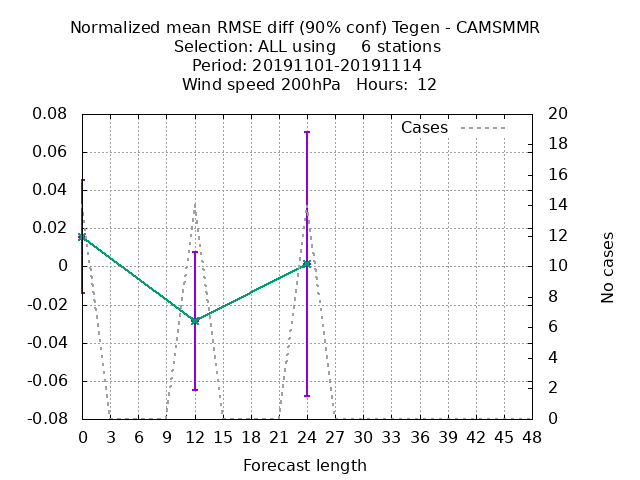 Normalized mean RMSE diff (90% conf) Tegen - CAMSMMR
Selection: ALL using     6 stations
Period: 20191101-20191114
Wind speed 200hPa   Hours:  12
Cases
0.08
0.06
0.04
0.02
0
-0.02
-0.04
-0.06
-0.08
20
18
16
14
12
10
8
6
4
2
0
No cases
0 3 6 9 12 15 18 21 24 27 30 33 36 39 42 45 48
Forecast length